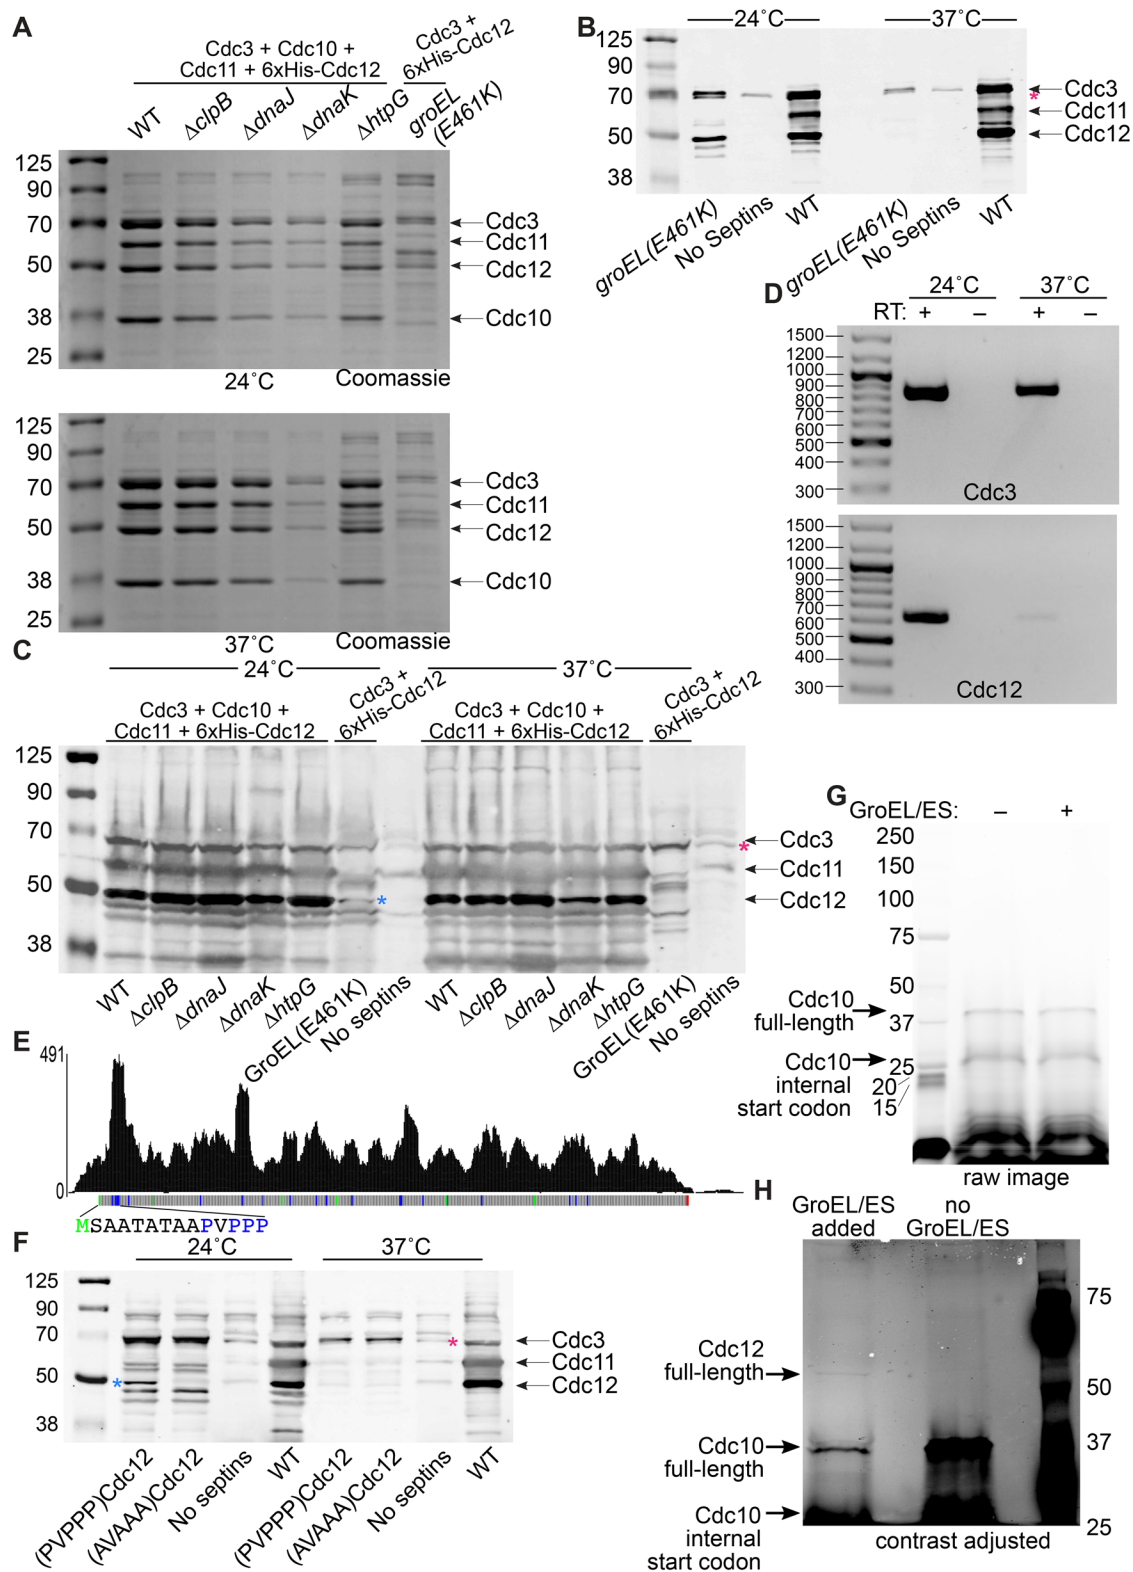 A
Cdc3 + Cdc10 +
Cdc11 + 6xHis-Cdc12
Cdc3 +
6xHis-Cdc12
WT
ΔclpB
ΔdnaJ
ΔdnaK
ΔhtpG
groEL
(E461K)
125
90
70
50
38
25
Cdc3
Cdc11
Cdc12
Cdc10
24˚C
Coomassie
125
90
70
50
38
25
Cdc3
Cdc11
Cdc12
Cdc10
37˚C
Coomassie
B
24˚C
37˚C
125
90
70
50
38
Cdc3
*
Cdc11
Cdc12
groEL(E461K)
No Septins
WT
groEL(E461K)
No Septins
WT
C
24˚C
37˚C
Cdc3 + Cdc10 +
Cdc11 + 6xHis-Cdc12
Cdc3 +
6xHis-Cdc12
Cdc3 + Cdc10 +
Cdc11 + 6xHis-Cdc12
Cdc3 +
6xHis-Cdc12
125
90
70
50
38
Cdc3
*
Cdc11
Cdc12
*
WT
ΔclpB
ΔdnaJ
ΔdnaK
ΔhtpG
GroEL(E461K)
No septins
WT
ΔclpB
ΔdnaJ
ΔdnaK
ΔhtpG
GroEL(E461K)
No septins
D
24˚C
37˚C
RT: + – + –
1500
1200
1000
900
800
700
600
500
400
300
Cdc3
1500
1200
1000
900
800
700
600
500
400
300
Cdc12
E
491
0
MSAATATAAPVPPP
F
24˚C
37˚C
125
90
70
50
38
*
*
Cdc3
Cdc11
Cdc12
(PVPPP)Cdc12
(AVAAA)Cdc12
No septins
WT
(PVPPP)Cdc12
(AVAAA)Cdc12
No septins
WT
G
GroEL/ES: – +
250
150
100
75
50
37
25
20
15
Cdc10
full-length
Cdc10
internal
start codon
raw image
H
GroEL/ES
added
no
GroEL/ES
75
50
37
25
Cdc12
full-length
Cdc10
full-length
Cdc10
internal
start codon
contrast adjusted